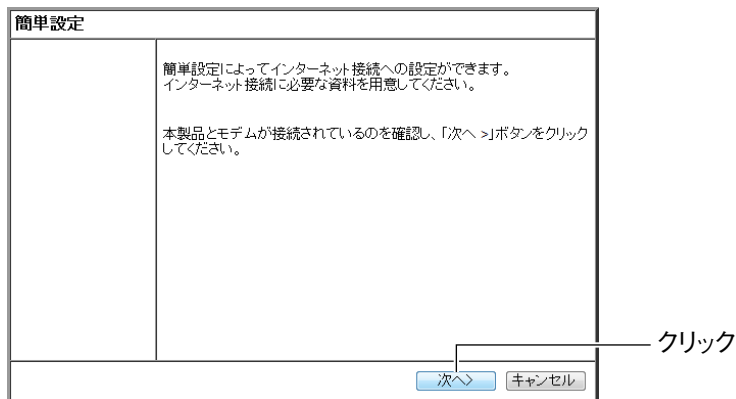 簡単設定
簡単設定によってインターネット接続への設定ができます。
インターネット接続に必要な資料を用意してください。
本製品とモデムが接続されているのを確認し、「次へ >」ボタンをクリック
してください。
クリック
次へ>
キャンセル